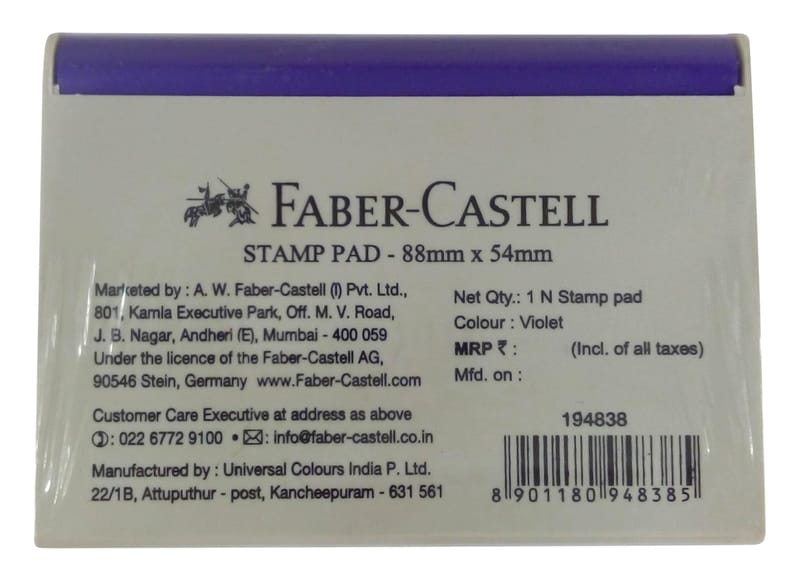 FABER-CASTELL
STAMP PAD - 88mm x 54mm
Marketed by : A. W. Faber-Castell (I) Pvt. Ltd.,
801, Kamla Executive Park, Off. M. V. Road,
J. B. Nagar, Andheri (E), Mumbai - 400 059
Under the licence of the Faber-Castell AG,
90546 Stein, Germany www.Faber-Castell.com
Customer Care Executive at address as above
: 022 6772 9100 • : info@faber-castell.co.in
Manufactured by : Universal Colours India P. Ltd.
22/1B, Attuputhur - post, Kancheepuram - 631 561
Net Qty.: 1 N Stamp pad
Colour : Violet
MRP ₹ : (Incl. of all taxes)
Mfd. on :
194838
8 901180 948385